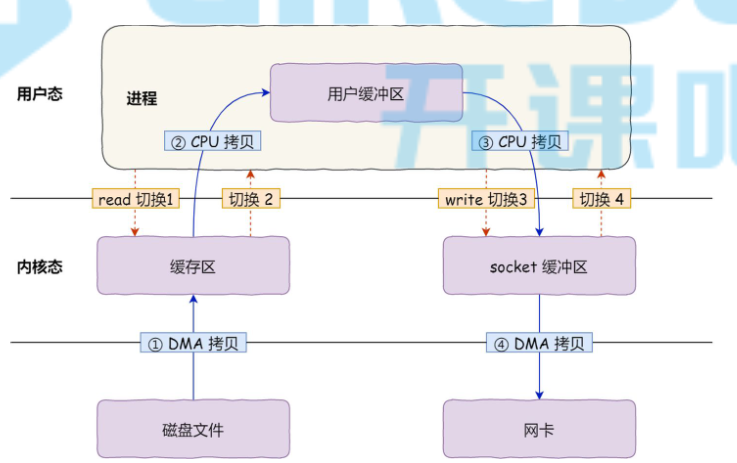 用户态
进程
用户缓冲区
② CPU 拷贝
③ CPU 拷贝
开课吧
read 切换1
切换 2
write 切换3
切换 4
内核态
缓存区
socket 缓冲区
① DMA 拷贝
④ DMA 拷贝
磁盘文件
网卡